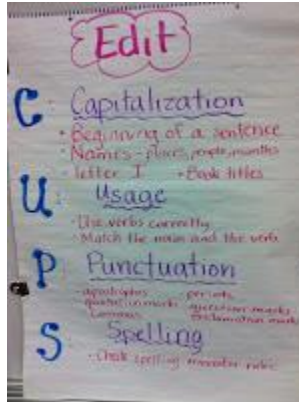 Edit
C Capitalization
• Beginning of a sentence
• Names - places, people, months
• letter I • Book titles
U Usage
- Use verbs correctly
- Match the noun and the verb
P Punctuation
- apostrophes periods
quotation marks question marks
commas exclamation marks
S Spelling
- Check spelling